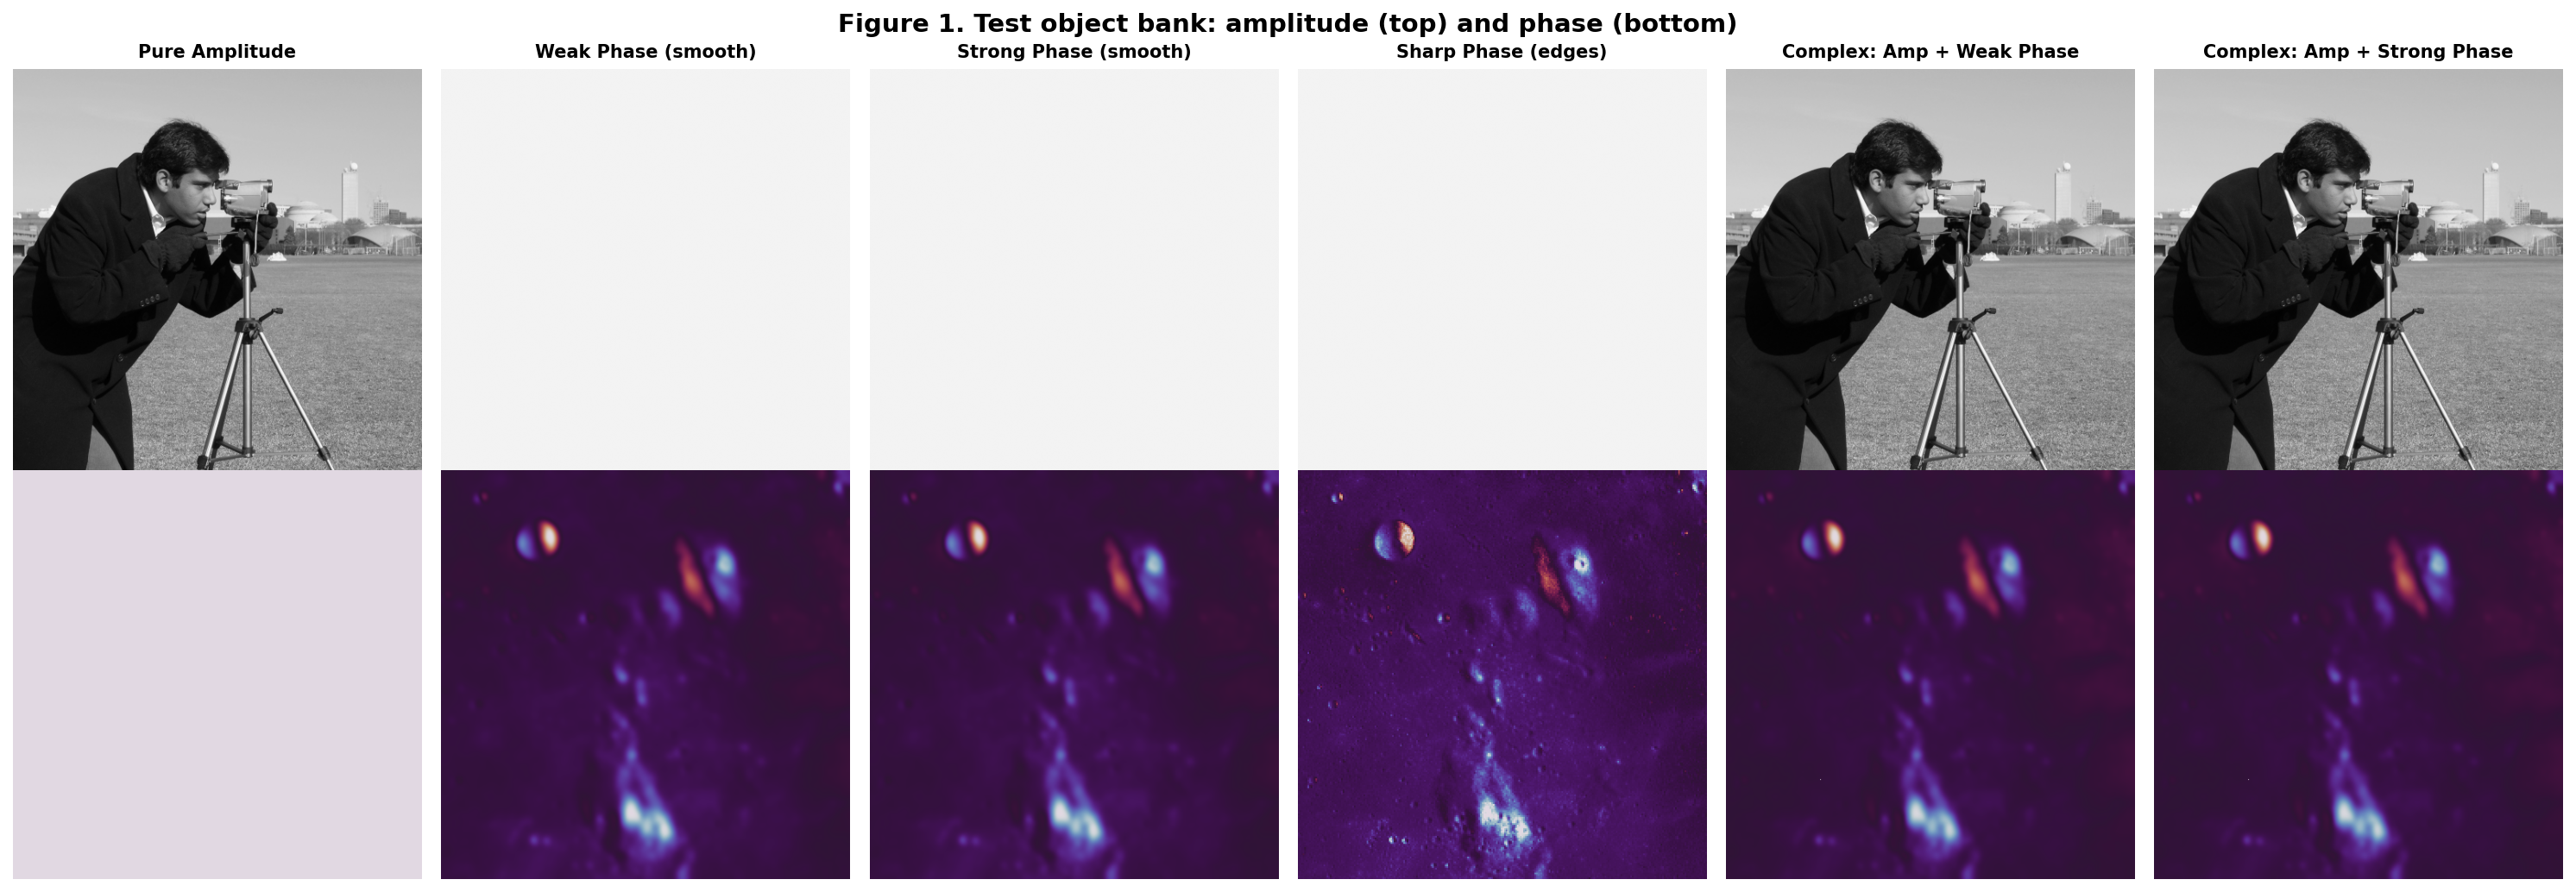 Figure 1. Test object bank: amplitude (top) and phase (bottom)
Pure Amplitude
Weak Phase (smooth)
Strong Phase (smooth)
Sharp Phase (edges)
Complex: Amp + Weak Phase
Complex: Amp + Strong Phase